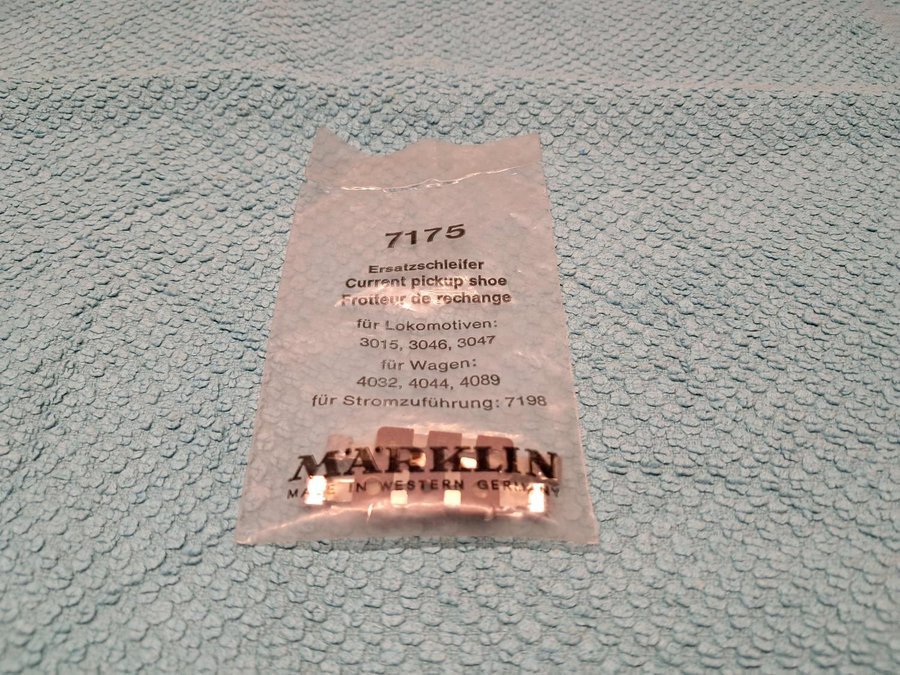 7175
Ersatzschleifer
Current pickup shoe
Frotteur de rechange
für Lokomotiven:
3015, 3046, 3047
für Wagen:
4032, 4044, 4089
für Stromzuführung: 7198
MÄRKLIN
MADE IN WESTERN GERMANY